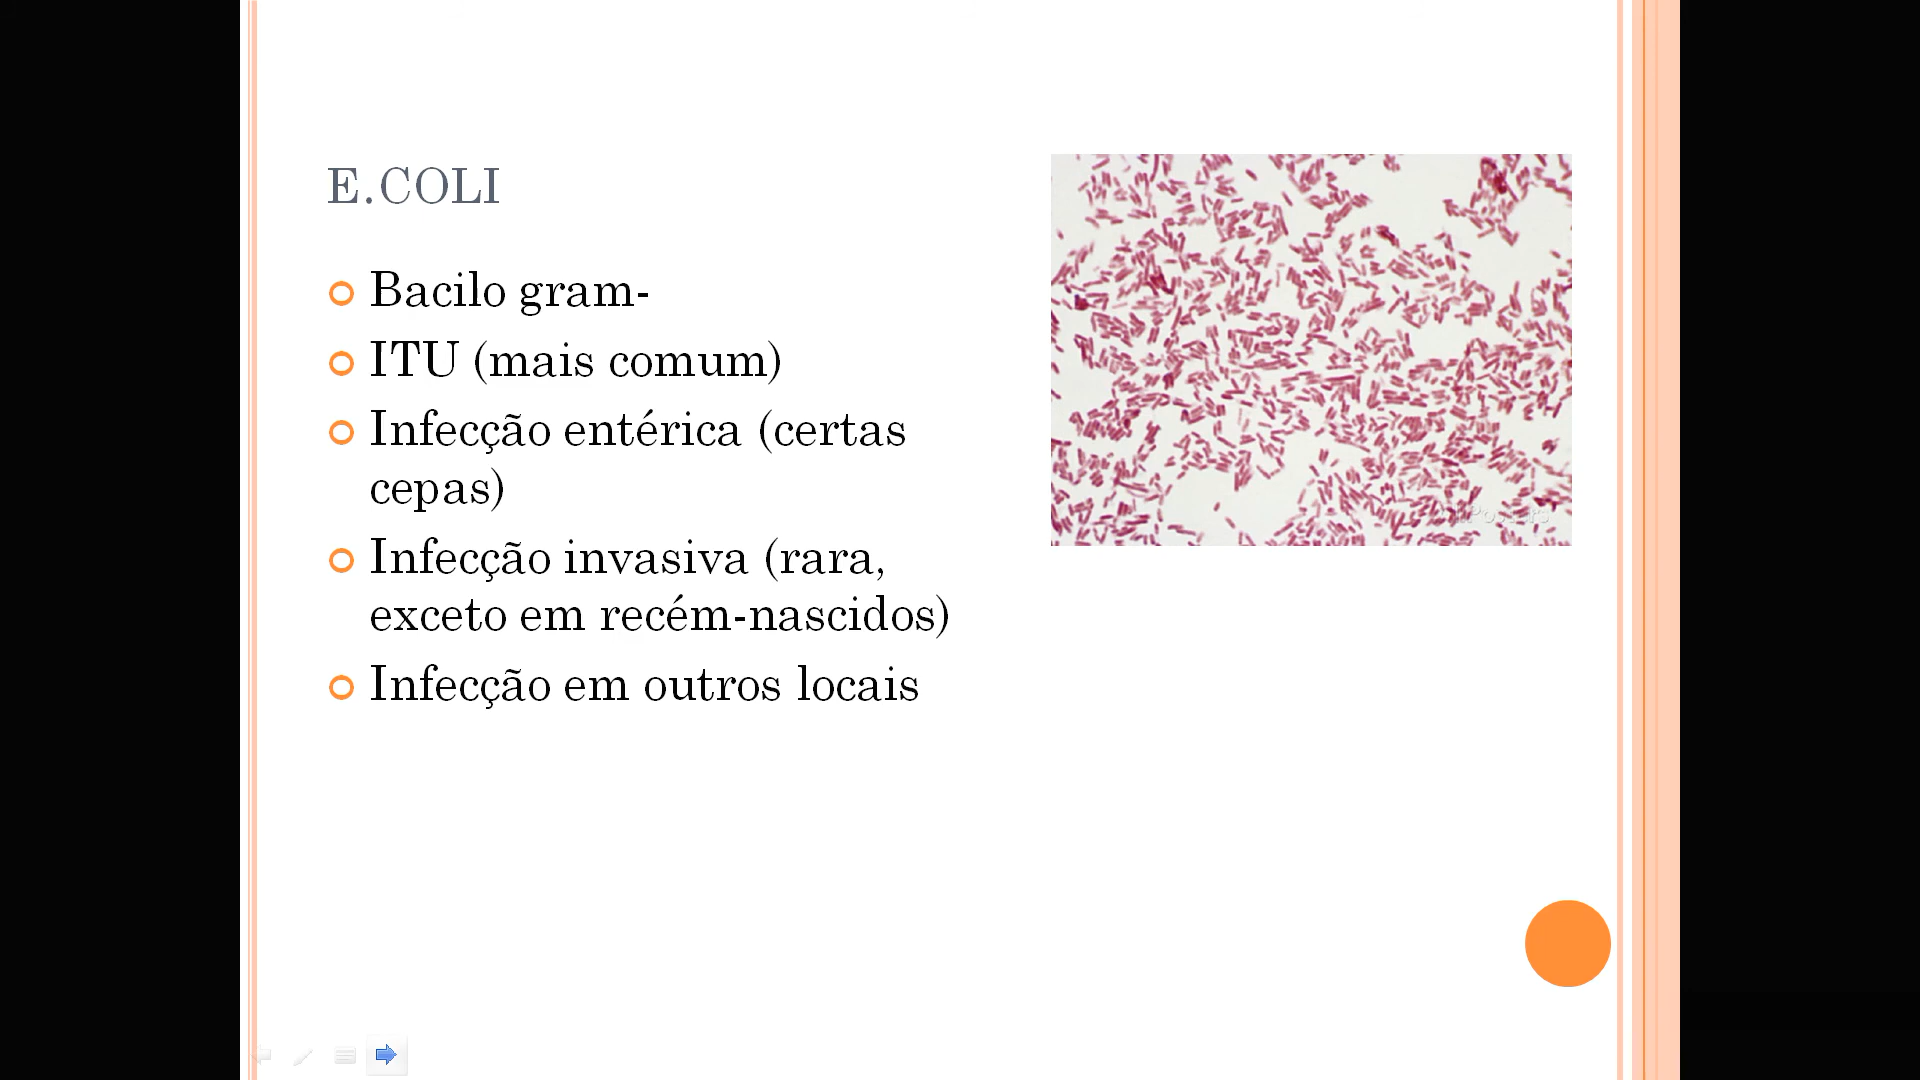 E.COLI
Bacilo gram-
ITU (mais comum)
Infecção entérica (certas
cepas)
Infecção invasiva (rara,
exceto em recém-nascidos)
Infecção em outros locais